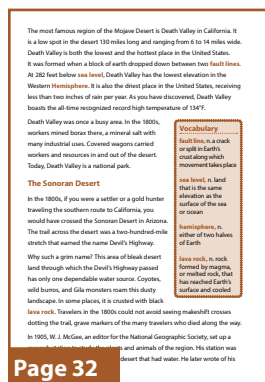 The most famous region of the Mojave Desert is Death Valley in California. It
is a low spot in the desert 130 miles long and ranging from 6 to 14 miles wide.
Death Valley is both the lowest and the hottest place in the United States.
It was formed when a block of earth dropped down between two fault lines.
At 282 feet below sea level, Death Valley has the lowest elevation in the
Western Hemisphere. It is also the driest place in the United States, receiving
less than two inches of rain per year. As you have discovered, Death Valley
boasts the all-time recognized record high temperature of 134°F.
Death Valley was once a busy area. In the 1800s,
workers mined borax there, a mineral salt with
many industrial uses. Covered wagons carried
workers and resources in and out of the desert.
Today, Death Valley is a national park.
The Sonoran Desert
In the 1800s, if you were a settler or a gold hunter
traveling the southern route to California, you
would have crossed the Sonoran Desert in Arizona.
The trail across the desert was a two-hundred-mile
stretch that earned the name Devil's Highway.
Why such a grim name? This area of bleak desert
land through which the Devil's Highway passed
has only one dependable water source. Coyotes,
wild burros, and Gila monsters roam this dusty
landscape. In some places, it is crusted with black
lava rock. Travelers in the 1800s could not avoid seeing makeshift crosses
dotting the trail, grave markers of the many travelers who died along the way.
In 1905, W. J. McGee, an editor for the National Geographic Society, set up a
and animals of the region. His station was
desert that had water. He later wrote of his
Vocabulary
fault line, n. a crack
or split in Earth's
crust along which
movement takes place
sea level, n. land
that is the same
elevation as the
surface of the sea
or ocean
hemisphere, n.
either of two halves
of Earth
lava rock, n. rock
formed by magma,
or melted rock, that
has reached Earth's
surface and cooled
Page 32